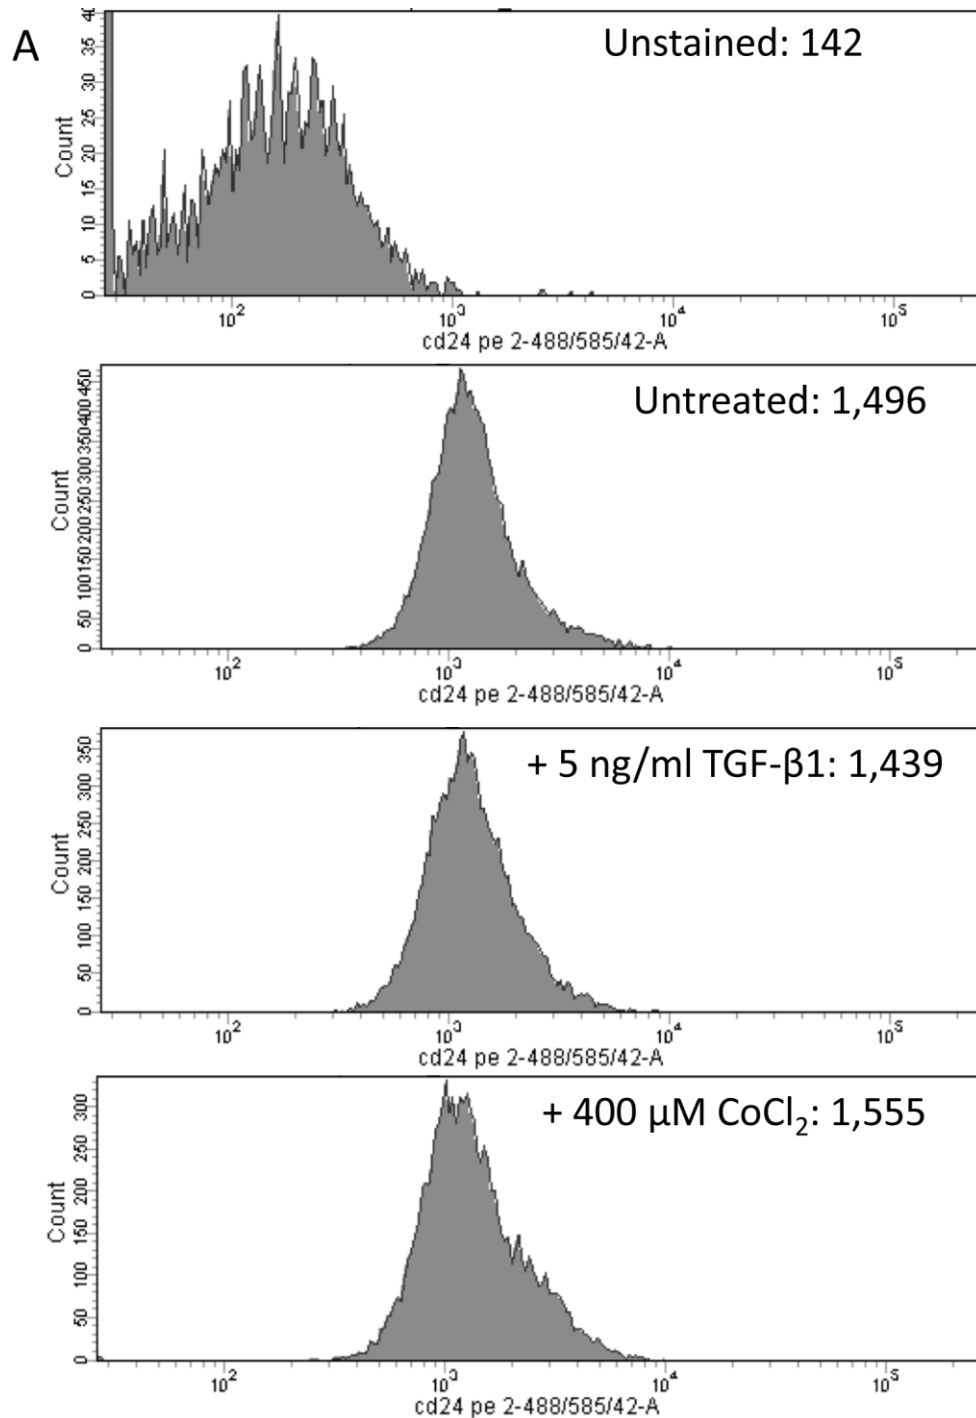 A
Unstained: 142
Count
0 5 10 15 20 25 30 35 40
10² 10³ 10⁴ 10⁵
cd24 pe 2-488/585/42-A
Untreated: 1,496
Count
0 50 100 150 200 250 300 350 400 450
10² 10³ 10⁴ 10⁵
cd24 pe 2-488/585/42-A
+ 5 ng/ml TGF-β1: 1,439
Count
0 50 100 150 200 250 300 350
10² 10³ 10⁴ 10⁵
cd24 pe 2-488/585/42-A
+ 400 μM CoCl₂: 1,555
Count
0 50 100 150 200 250 300
10² 10³ 10⁴ 10⁵
cd24 pe 2-488/585/42-A